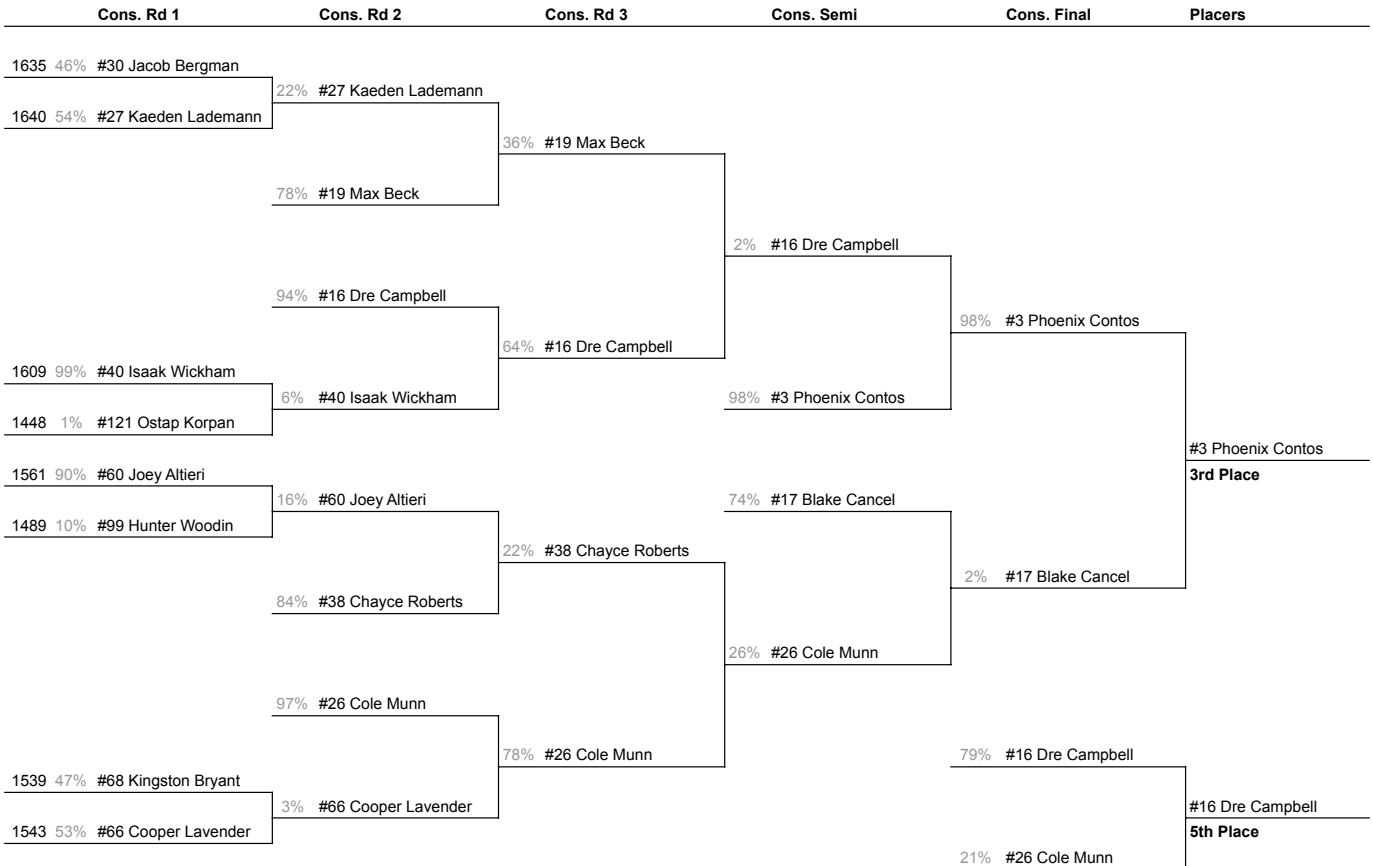 Cons. Rd 1 Cons. Rd 2 Cons. Rd 3 Cons. Semi Cons. Final Placers
1635 46% #30 Jacob Bergman
22% #27 Kaeden Lademann
1640 54% #27 Kaeden Lademann
36% #19 Max Beck
78% #19 Max Beck
2% #16 Dre Campbell
94% #16 Dre Campbell
98% #3 Phoenix Contos
64% #16 Dre Campbell
1609 99% #40 Isaak Wickham
6% #40 Isaak Wickham
98% #3 Phoenix Contos
1448 1% #121 Ostap Korpan
#3 Phoenix Contos
3rd Place
1561 90% #60 Joey Altieri
16% #60 Joey Altieri
74% #17 Blake Cancel
1489 10% #99 Hunter Woodin
22% #38 Chayce Roberts
2% #17 Blake Cancel
84% #38 Chayce Roberts
26% #26 Cole Munn
97% #26 Cole Munn
78% #26 Cole Munn
79% #16 Dre Campbell
1539 47% #68 Kingston Bryant
3% #66 Cooper Lavender
#16 Dre Campbell
5th Place
1543 53% #66 Cooper Lavender
21% #26 Cole Munn